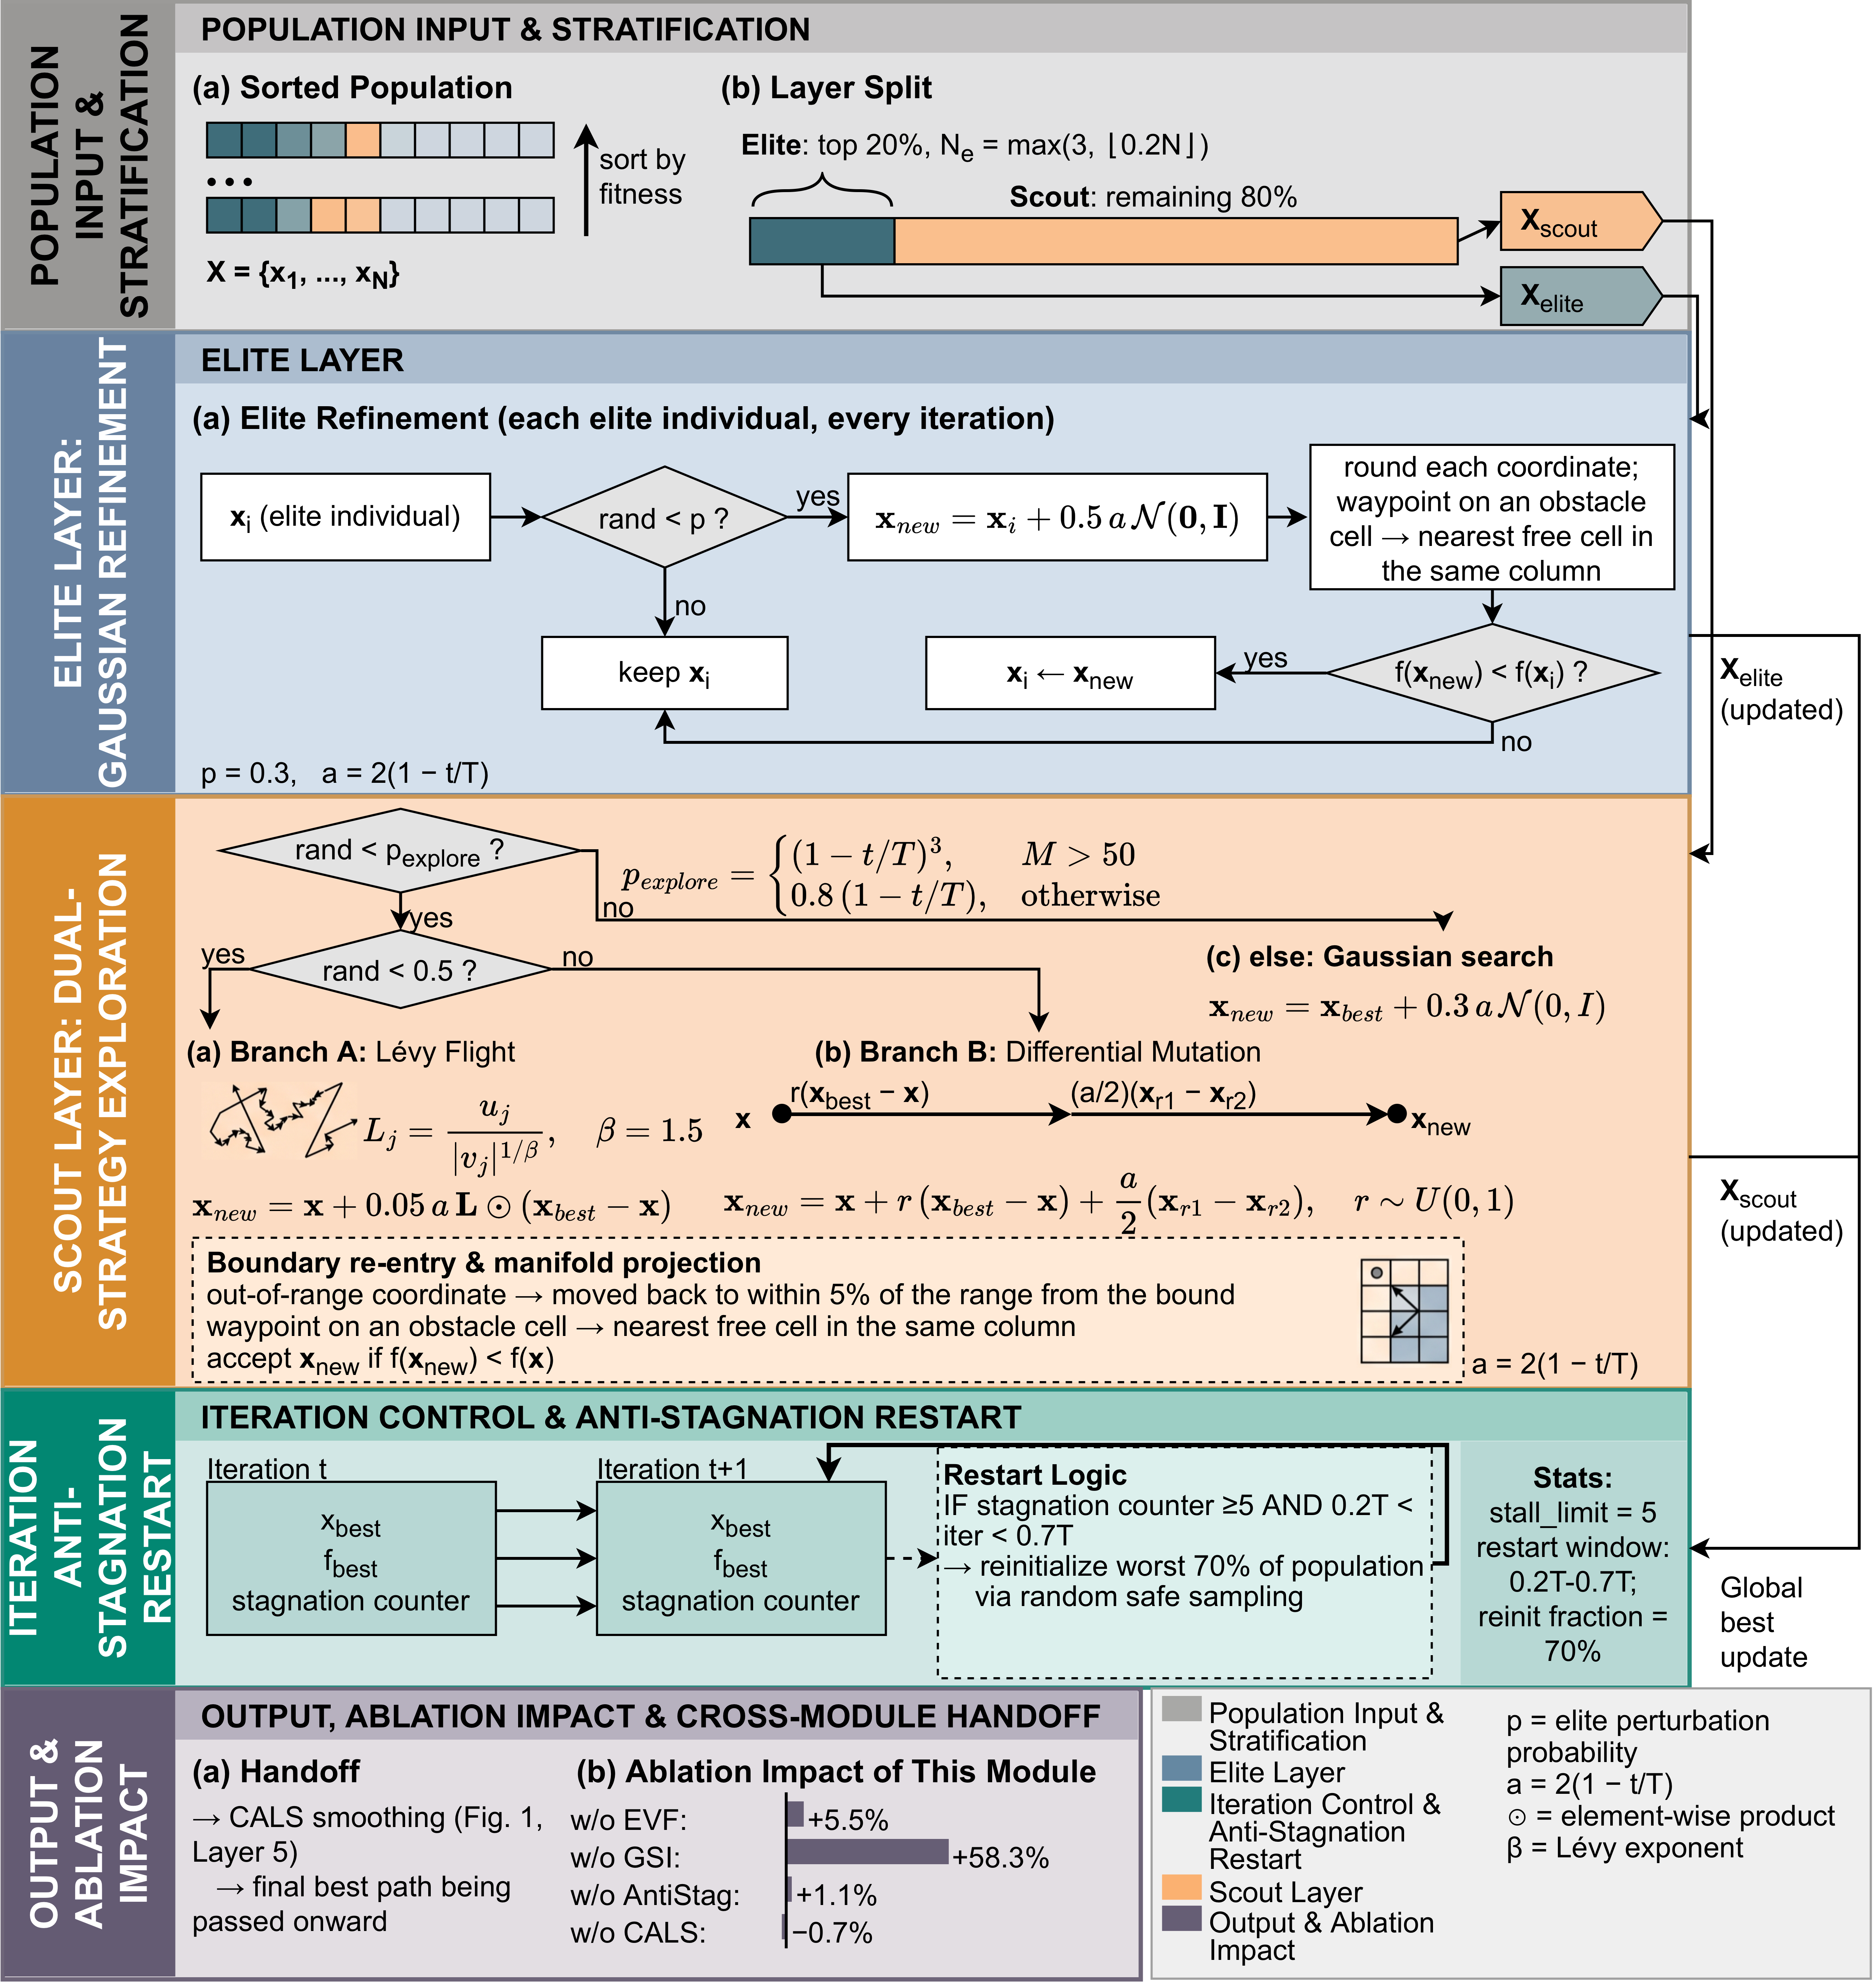 POPULATION
INPUT &
STRATIFICATION
POPULATION INPUT & STRATIFICATION
(a) Sorted Population
sort by
fitness
X = {x1, ..., xN}
(b) Layer Split
Elite: top 20%, Ne = max(3, ⌊0.2N⌋)
Scout: remaining 80%
Xscout
Xelite
ELITE LAYER:
GAUSSIAN REFINEMENT
ELITE LAYER
(a) Elite Refinement (each elite individual, every iteration)
xi (elite individual)
rand < p ?
yes
xnew = xi + 0.5 a 𝒩(0, I)
round each coordinate;
waypoint on an obstacle
cell → nearest free cell in
the same column
no
keep xi
xi ← xnew
yes
f(xnew) < f(xi) ?
no
p = 0.3,   a = 2(1 − t/T)
Xelite
(updated)
SCOUT LAYER: DUAL-
STRATEGY EXPLORATION
rand < pexplore ?
no
yes
pexplore = { (1 − t/T)³,   M > 50
0.8 (1 − t/T),   otherwise
yes
rand < 0.5 ?
no
(c) else: Gaussian search
xnew = xbest + 0.3 a 𝒩(0, I)
(a) Branch A: Lévy Flight
Lj = uj / |vj|^1/β,   β = 1.5
xnew = x + 0.05 a L ⊙ (xbest − x)
(b) Branch B: Differential Mutation
x
r(xbest − x)
(a/2)(xr1 − xr2)
xnew
xnew = x + r (xbest − x) + a/2 (xr1 − xr2),   r ∼ U(0, 1)
Boundary re-entry & manifold projection
out-of-range coordinate → moved back to within 5% of the range from the bound
waypoint on an obstacle cell → nearest free cell in the same column
accept xnew if f(xnew) < f(x)
a = 2(1 − t/T)
Xscout
(updated)
ITERATION
ANTI-
STAGNATION
RESTART
ITERATION CONTROL & ANTI-STAGNATION RESTART
Iteration t
xbest
fbest
stagnation counter
Iteration t+1
xbest
fbest
stagnation counter
Restart Logic
IF stagnation counter ≥5 AND 0.2T <
iter < 0.7T
→ reinitialize worst 70% of population
via random safe sampling
Stats:
stall_limit = 5
restart window:
0.2T-0.7T;
reinit fraction =
70%
Global
best
update
OUTPUT &
ABLATION
IMPACT
OUTPUT, ABLATION IMPACT & CROSS-MODULE HANDOFF
(a) Handoff
→ CALS smoothing (Fig. 1,
Layer 5)
→ final best path being
passed onward
(b) Ablation Impact of This Module
w/o EVF: +5.5%
w/o GSI: +58.3%
w/o AntiStag: +1.1%
w/o CALS: −0.7%
Population Input &
Stratification
Elite Layer
Iteration Control &
Anti-Stagnation
Restart
Scout Layer
Output & Ablation
Impact
p = elite perturbation
probability
a = 2(1 − t/T)
⊙ = element-wise product
β = Lévy exponent